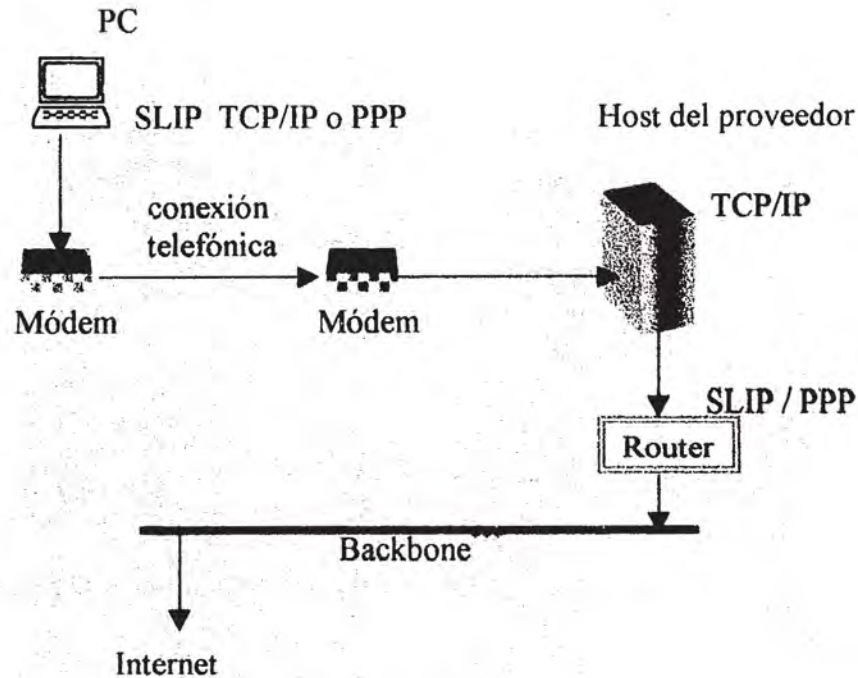 PC
SLIP TCP/IP o PPP
Host del proveedor
TCP/IP
conexión
telefónica
Módem
Módem
SLIP / PPP
Router
Backbone
Internet